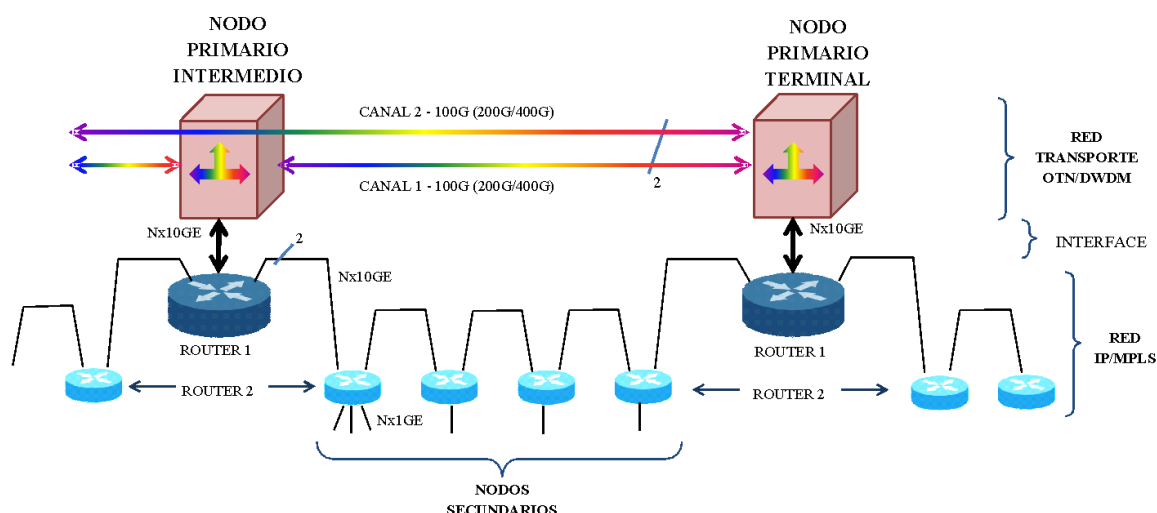 NODO
PRIMARIO
INTERMEDIO
NODO
PRIMARIO
TERMINAL
CANAL 2 - 100G (200G/400G)
CANAL 1 - 100G (200G/400G)
2
RED
TRANSPORTE
OTN/DWDM
Nx10GE
2
Nx10GE
Nx10GE
INTERFACE
ROUTER 1
ROUTER 1
RED
IP/MPLS
ROUTER 2
ROUTER 2
Nx1GE
NODOS
SECUNDARIOS